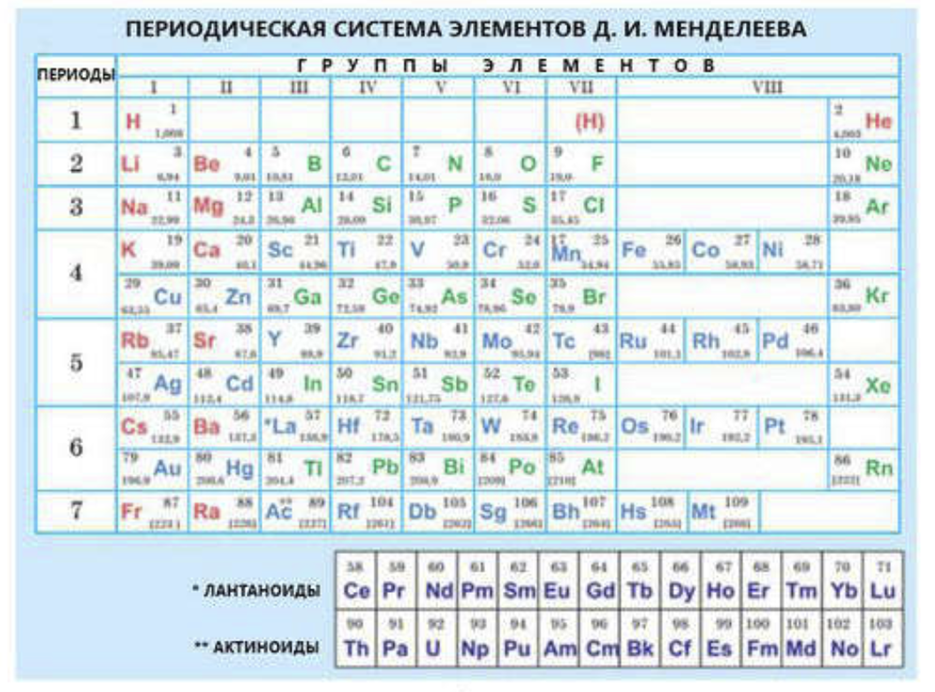 ПЕРИОДИЧЕСКАЯ СИСТЕМА ЭЛЕМЕНТОВ Д. И. МЕНДЕЛЕЕВА
ПЕРИОДЫ ГРУППЫ ЭЛЕМЕНТОВ
I II III IV V VI VII VIII
1 H 1 1,008 (H) 2 He 4,003
2 Li 3 6,94 Be 4 9,01 5 B 10,81 6 C 12,01 7 N 14,01 8 O 16,0 9 F 19,0 10 Ne 20,18
3 Na 11 22,99 Mg 12 24,3 13 Al 26,98 14 Si 28,09 15 P 30,97 16 S 32,06 17 Cl 35,45 18 Ar 39,95
4 K 19 Ca 20 40,1 Sc 21 44,96 Ti 22 47,9 V 23 50,9 Cr 24 52,0 17 Mn 25 54,94 Fe 26 55,85 Co 27 58,93 Ni 28 58,71
29 Cu 63,55 30 Zn 65,4 31 Ga 69,7 32 Ge 72,59 33 As 74,92 34 Se 78,96 35 Br 79,9 36 Kr 83,80
5 Rb 37 85,47 Sr 38 87,6 Y 39 88,9 Zr 40 91,2 Nb 41 92,9 Mo 42 95,94 Tc 43 Ru 44 101,1 Rh 45 102,9 Pd 46 106,4
47 Ag 107,9 48 Cd 112,4 49 In 114,8 50 Sn 118,7 51 Sb 121,75 52 Te 127,6 53 I 126,9 54 Xe 131,3
6 Cs 55 132,9 Ba 56 137,3 *La 57 138,9 Hf 72 178,5 Ta 73 180,9 W 74 183,8 Re 75 186,2 Os 76 190,2 Ir 77 192,2 Pt 78 195,1
79 Au 196,9 80 Hg 200,6 81 Tl 204,4 82 Pb 207,2 83 Bi 208,9 84 Po [209] 85 At [210] 86 Rn [222]
7 Fr 87 Ra 88 [226] ** Ac 89 [227] Rf 104 [261] Db 105 [262] Sg 106 [266] Bh 107 [264] Hs 108 [265] Mt 109 [266]
* ЛАНТАНОИДЫ 58 59 60 61 62 63 64 65 66 67 68 69 70 71
Ce Pr Nd Pm Sm Eu Gd Tb Dy Ho Er Tm Yb Lu
** АКТИНОИДЫ 90 91 92 93 94 95 96 97 98 99 100 101 102 103
Th Pa U Np Pu Am Cm Bk Cf Es Fm Md No Lr